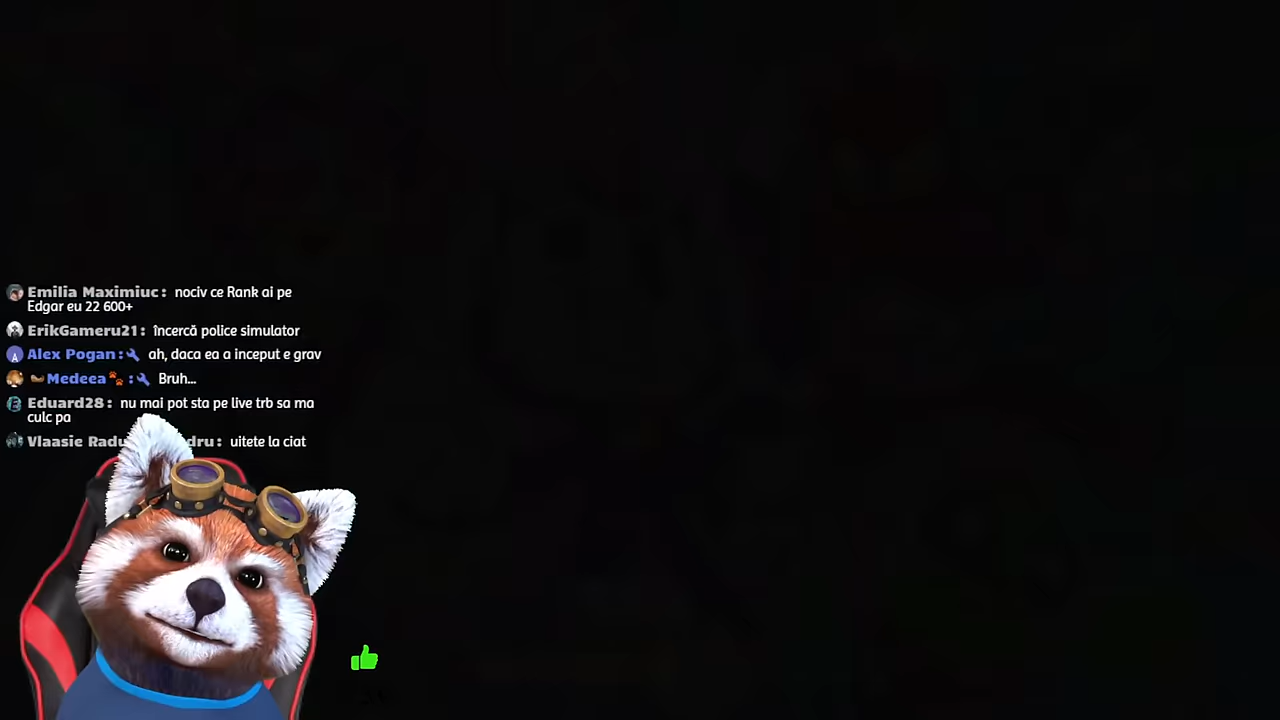 Emilia Maximiuc: nociv ce Rank ai pe
Edgar eu 22 600+
ErikGameru21: încercă police simulator
A Alex Pogan: ah, daca ea a inceput e grav
Medeea: Bruh...
Eduard28: nu mai pot sta pe live trb sa ma
culc pa
Vlaasie uitete la ciat